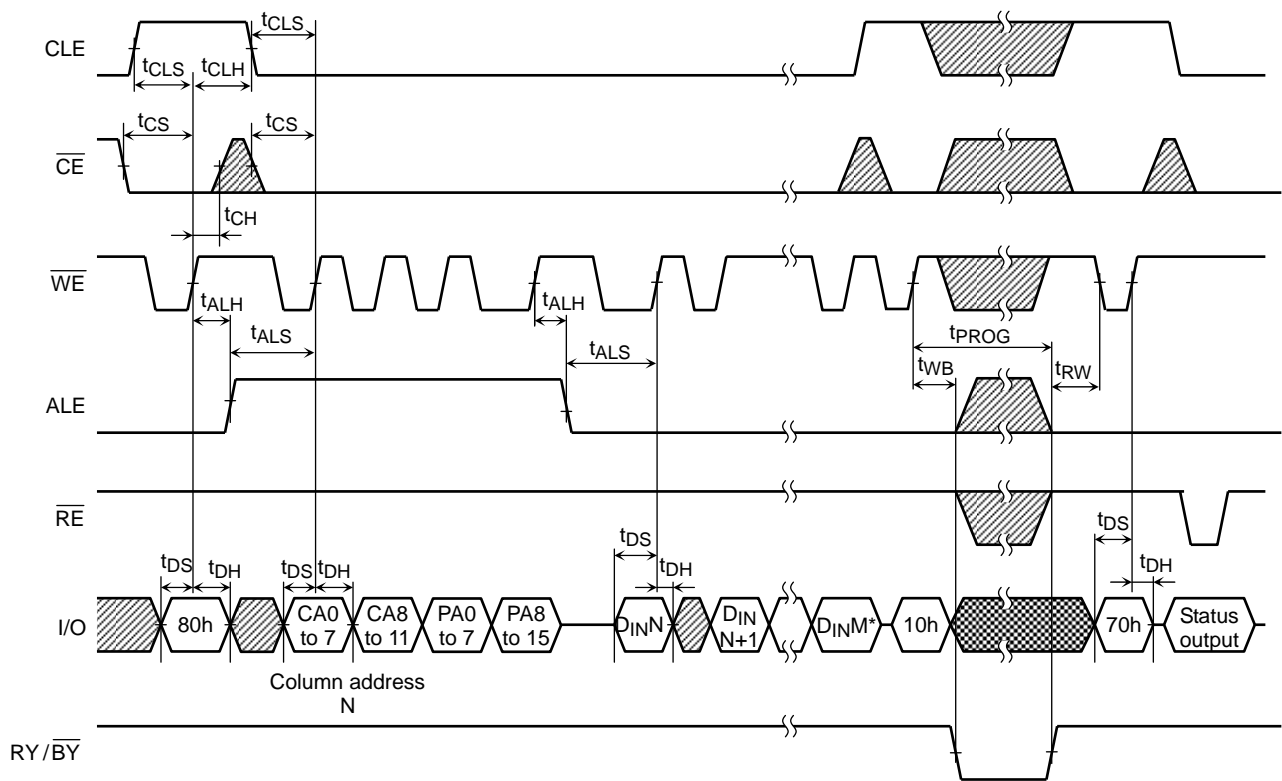 tCLS
CLE
tCLS tCLH
tCS tCS
CE
tCH
WE
tALH tALH
tALS tALS
tPROG
tWB tRW
ALE
RE
tDS tDH tDS tDH tDS tDH tDS tDH
I/O
80h
CA0 to 7
CA8 to 11
PA0 to 7
PA8 to 15
DINN
DIN N+1
DINM*
10h
70h
Status output
Column address
N
RY/BY